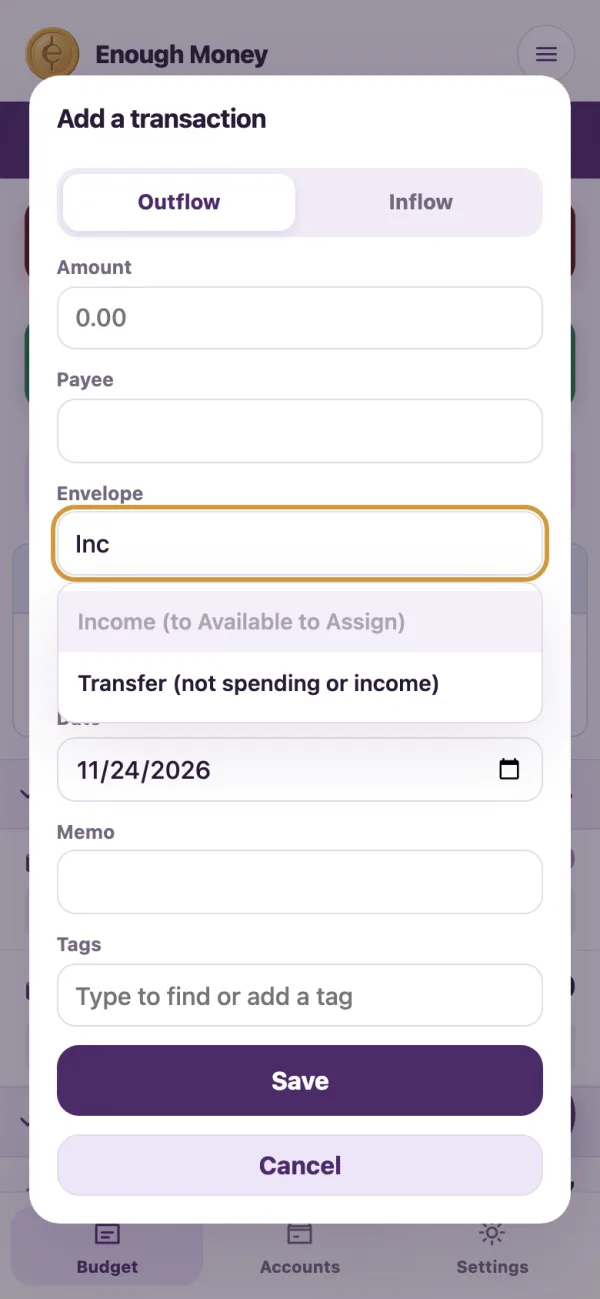 Enough Money
Add a transaction
Outflow
Inflow
Amount
0.00
Payee
Envelope
Inc
Income (to Available to Assign)
Transfer (not spending or income)
Date
11/24/2026
Memo
Tags
Type to find or add a tag
Save
Cancel
Budget
Accounts
Settings